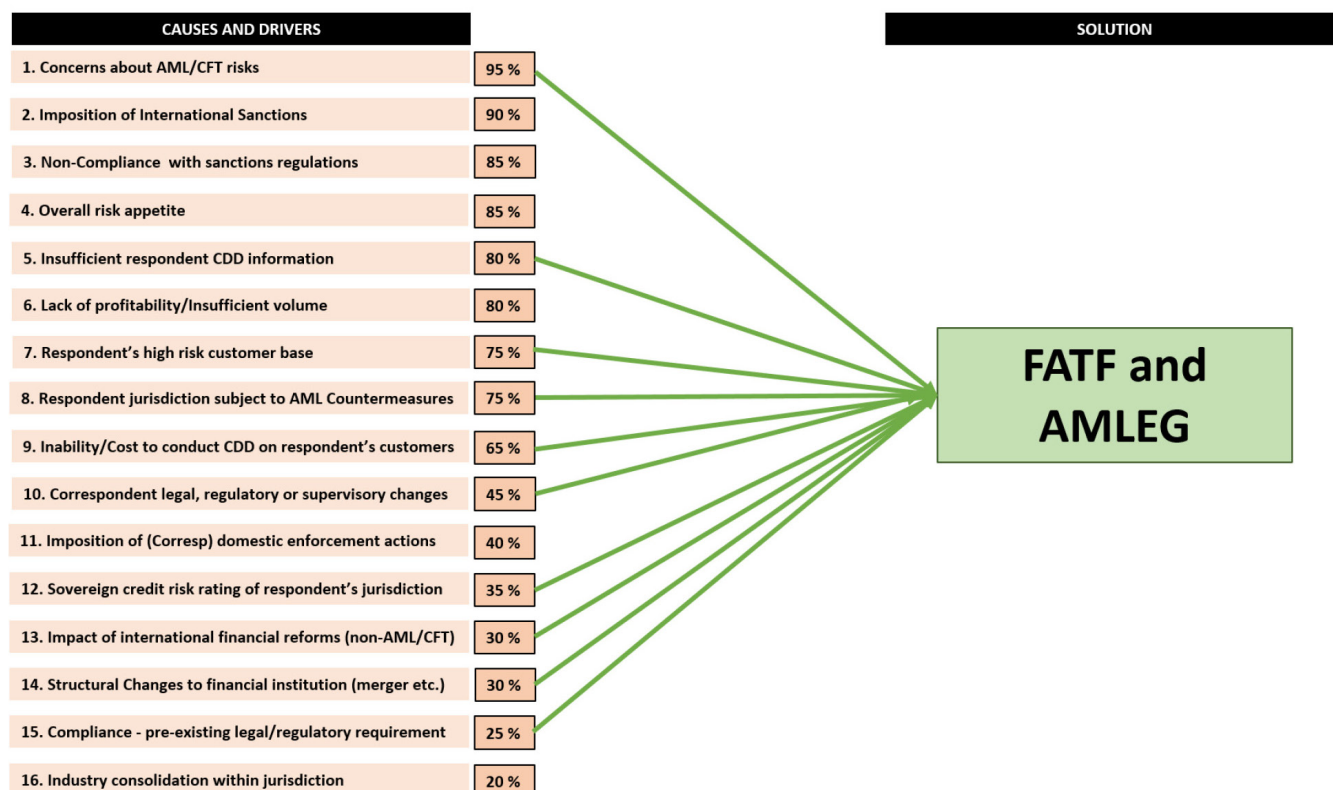 CAUSES AND DRIVERS
SOLUTION
1. Concerns about AML/CFT risks
95 %
2. Imposition of International Sanctions
90 %
3. Non-Compliance  with sanctions regulations
85 %
4. Overall risk appetite
85 %
5. Insufficient respondent CDD information
80 %
6. Lack of profitability/Insufficient volume
80 %
7. Respondent’s high risk customer base
75 %
8. Respondent jurisdiction subject to AML Countermeasures
75 %
9. Inability/Cost to conduct CDD on respondent’s customers
65 %
10. Correspondent legal, regulatory or supervisory changes
45 %
11. Imposition of (Corresp) domestic enforcement actions
40 %
12. Sovereign credit risk rating of respondent’s jurisdiction
35 %
13. Impact of international financial reforms (non-AML/CFT)
30 %
14. Structural Changes to financial institution (merger etc.)
30 %
15. Compliance - pre-existing legal/regulatory requirement
25 %
16. Industry consolidation within jurisdiction
20 %
FATF and
AMLEG